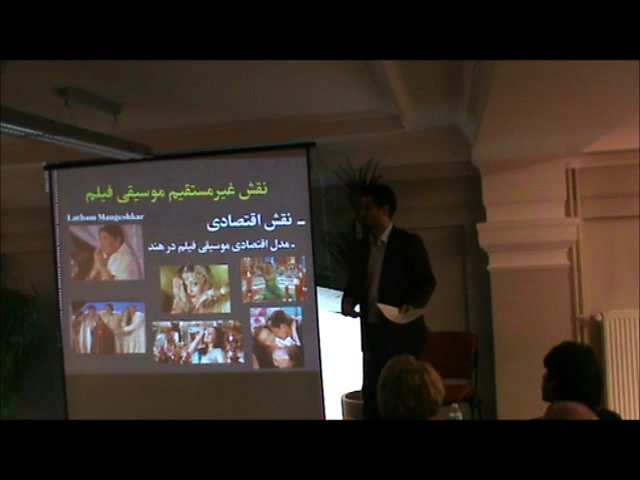 نقش غیرمستقیم موسیقی فیلم
Latham Mangeshkar
- نقش اقتصادی
- مدل اقتصادی موسیقی فیلم در هند